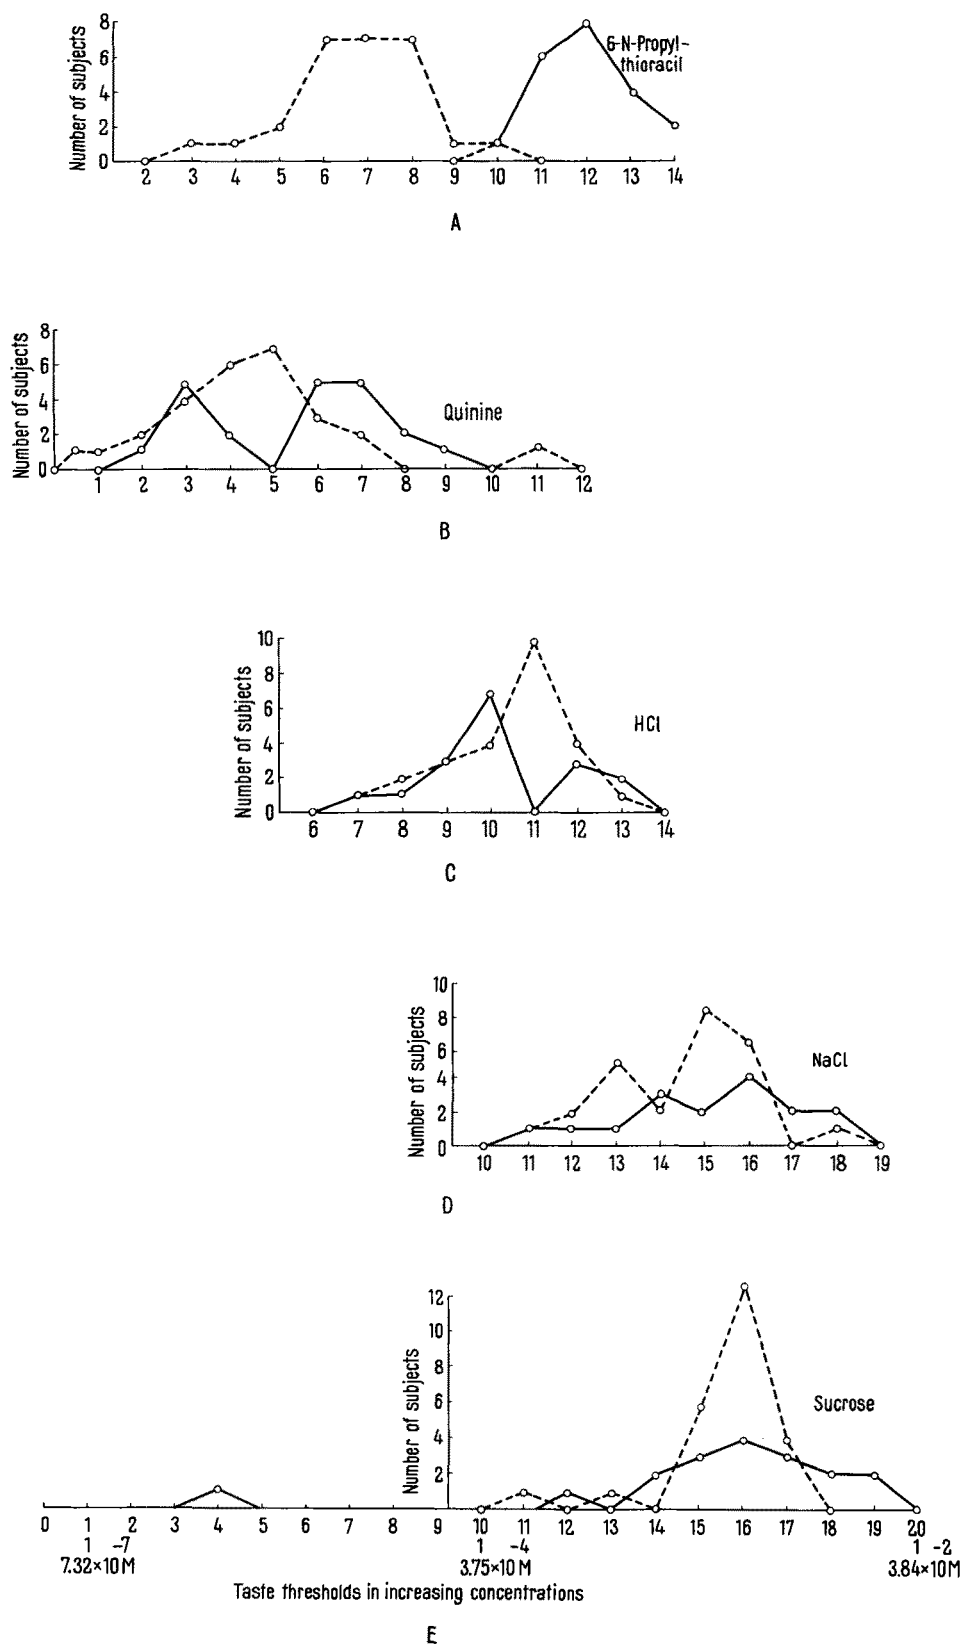 8
6
4
2
0
Number of subjects
6-N-Propyl-
thioracil
2 3 4 5 6 7 8 9 10 11 12 13 14
A
8
6
4
2
0
Number of subjects
Quinine
1 2 3 4 5 6 7 8 9 10 11 12
B
10
8
6
4
2
0
Number of subjects
HCl
6 7 8 9 10 11 12 13 14
C
10
8
6
4
2
0
Number of subjects
NaCl
10 11 12 13 14 15 16 17 18 19
D
12
10
8
6
4
2
Number of subjects
Sucrose
0 1 2 3 4 5 6 7 8 9 10 11 12 13 14 15 16 17 18 19 20
1 -7 1 -4 1 -2
7.32×10M 3.75×10M 3.84×10M
Taste thresholds in increasing concentrations
E